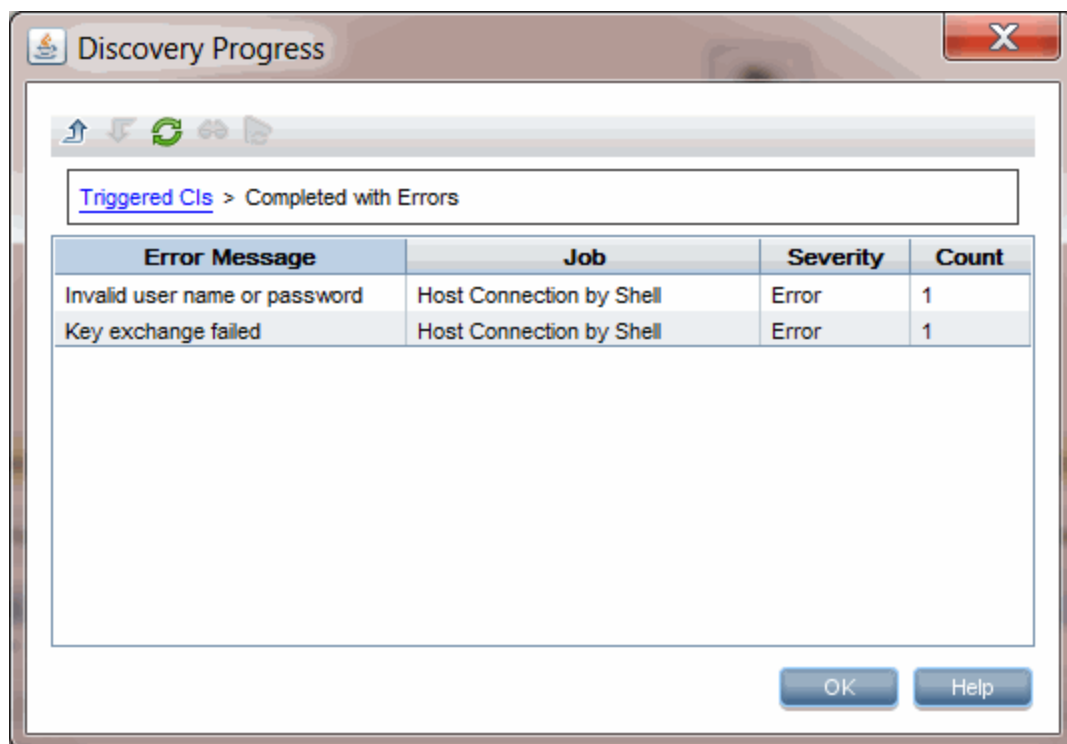 Discovery Progress
Triggered CIs > Completed with Errors
Error Message Job Severity Count
Invalid user name or password Host Connection by Shell Error 1
Key exchange failed Host Connection by Shell Error 1
OK Help